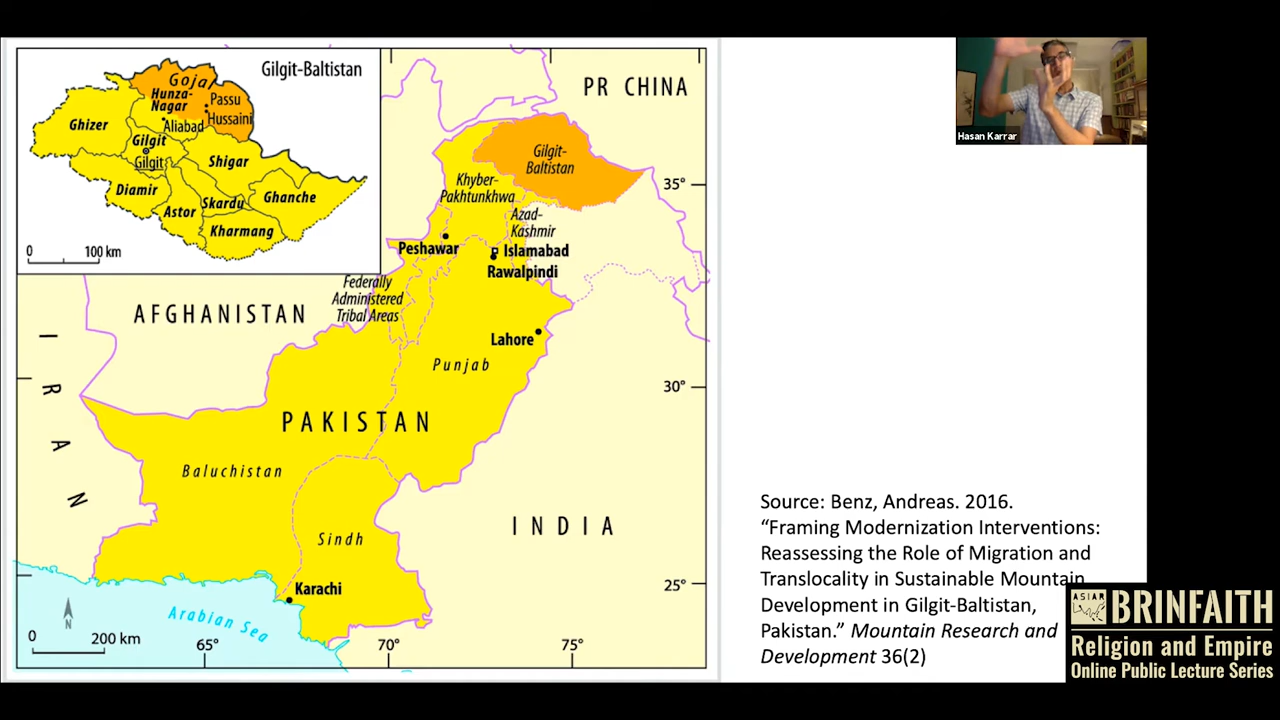 Gilgit-Baltistan
Gojal
Hunza-
Nagar
Passu
Hussaini
Aliabad
Ghizer
Gilgit
Gilgit
Shigar
Diamir
Skardu
Ghanche
Astor
Kharmang
0
100 km
PR CHINA
Gilgit-
Baltistan
35°
Khyber-
Pakhtunkhwa
Azad-
Kashmir
Peshawar
Islamabad
Rawalpindi
Federally
Administered
Tribal Areas
AFGHANISTAN
Lahore
Punjab
30°
IRAN
PAKISTAN
Baluchistan
INDIA
Sindh
Karachi
25°
Arabian Sea
N
0
200 km
65°
70°
75°
Hasan Karrar
Source: Benz, Andreas. 2016.
“Framing Modernization Interventions:
Reassessing the Role of Migration and
Translocality in Sustainable Mountain
Development in Gilgit-Baltistan,
Pakistan.” Mountain Research and
Development 36(2)
ASIAR
BRINFAITH
Religion and Empire
Online Public Lecture Series